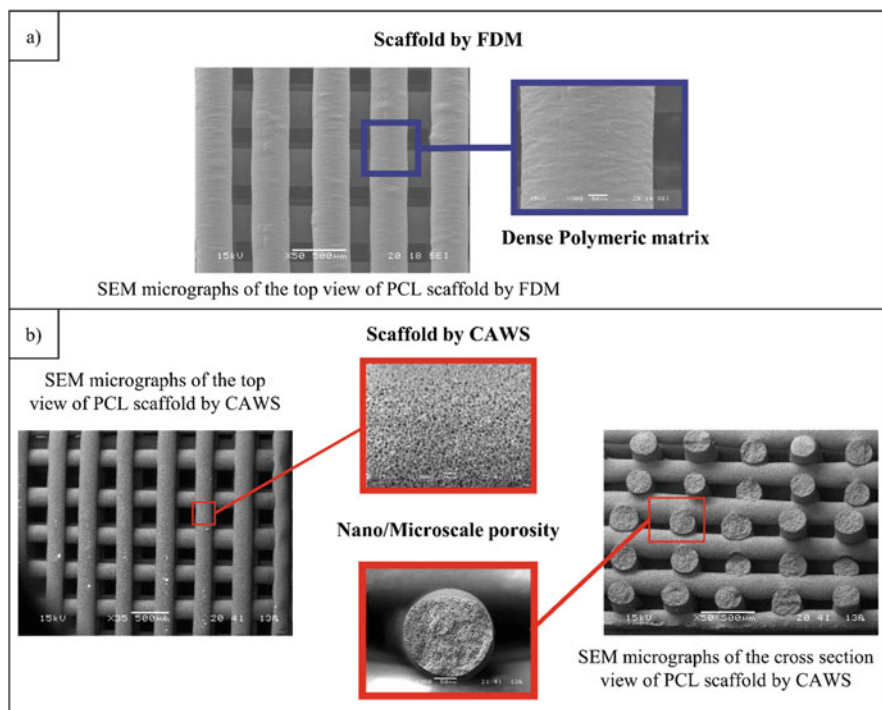 a)
Scaffold by FDM
15kV X50 500µm 20 18 SEI
Dense Polymeric matrix
SEM micrographs of the top view of PCL scaffold by FDM
b)
Scaffold by CAWS
SEM micrographs of the top
view of PCL scaffold by CAWS
15kV X35 500µm 20 41 13A
Nano/Microscale porosity
15kV X50 500µm 20 41 13A
SEM micrographs of the cross section
view of PCL scaffold by CAWS